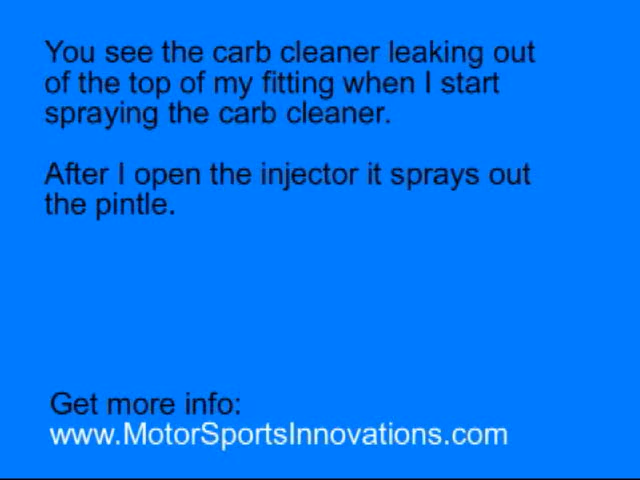 You see the carb cleaner leaking out
of the top of my fitting when I start
spraying the carb cleaner.
After I open the injector it sprays out
the pintle.
Get more info:
www.MotorSportsInnovations.com